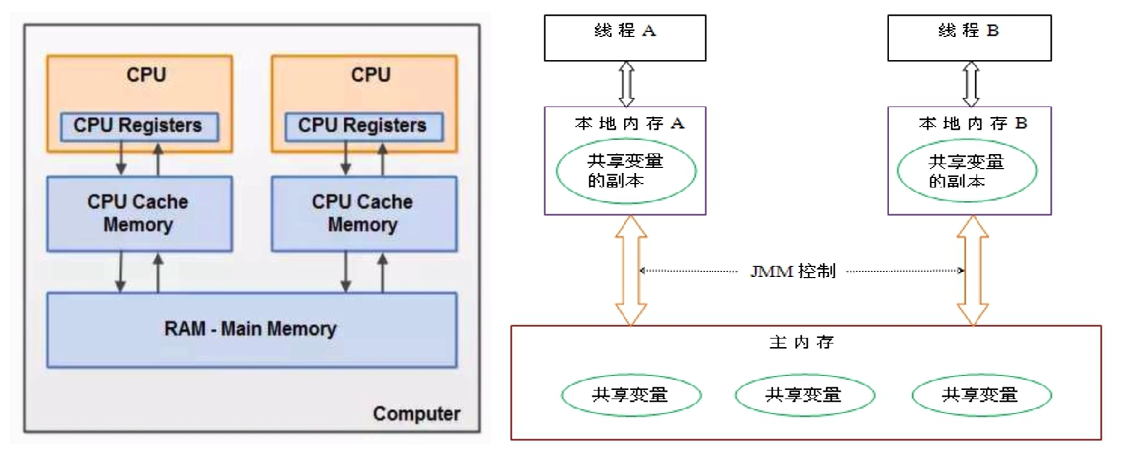 CPU
CPU
CPU Registers
CPU Registers
CPU Cache
Memory
CPU Cache
Memory
RAM - Main Memory
Computer
线程 A
线程 B
本地内存 A
本地内存 B
共享变量
的副本
共享变量
的副本
JMM 控制
主内存
共享变量
共享变量
共享变量